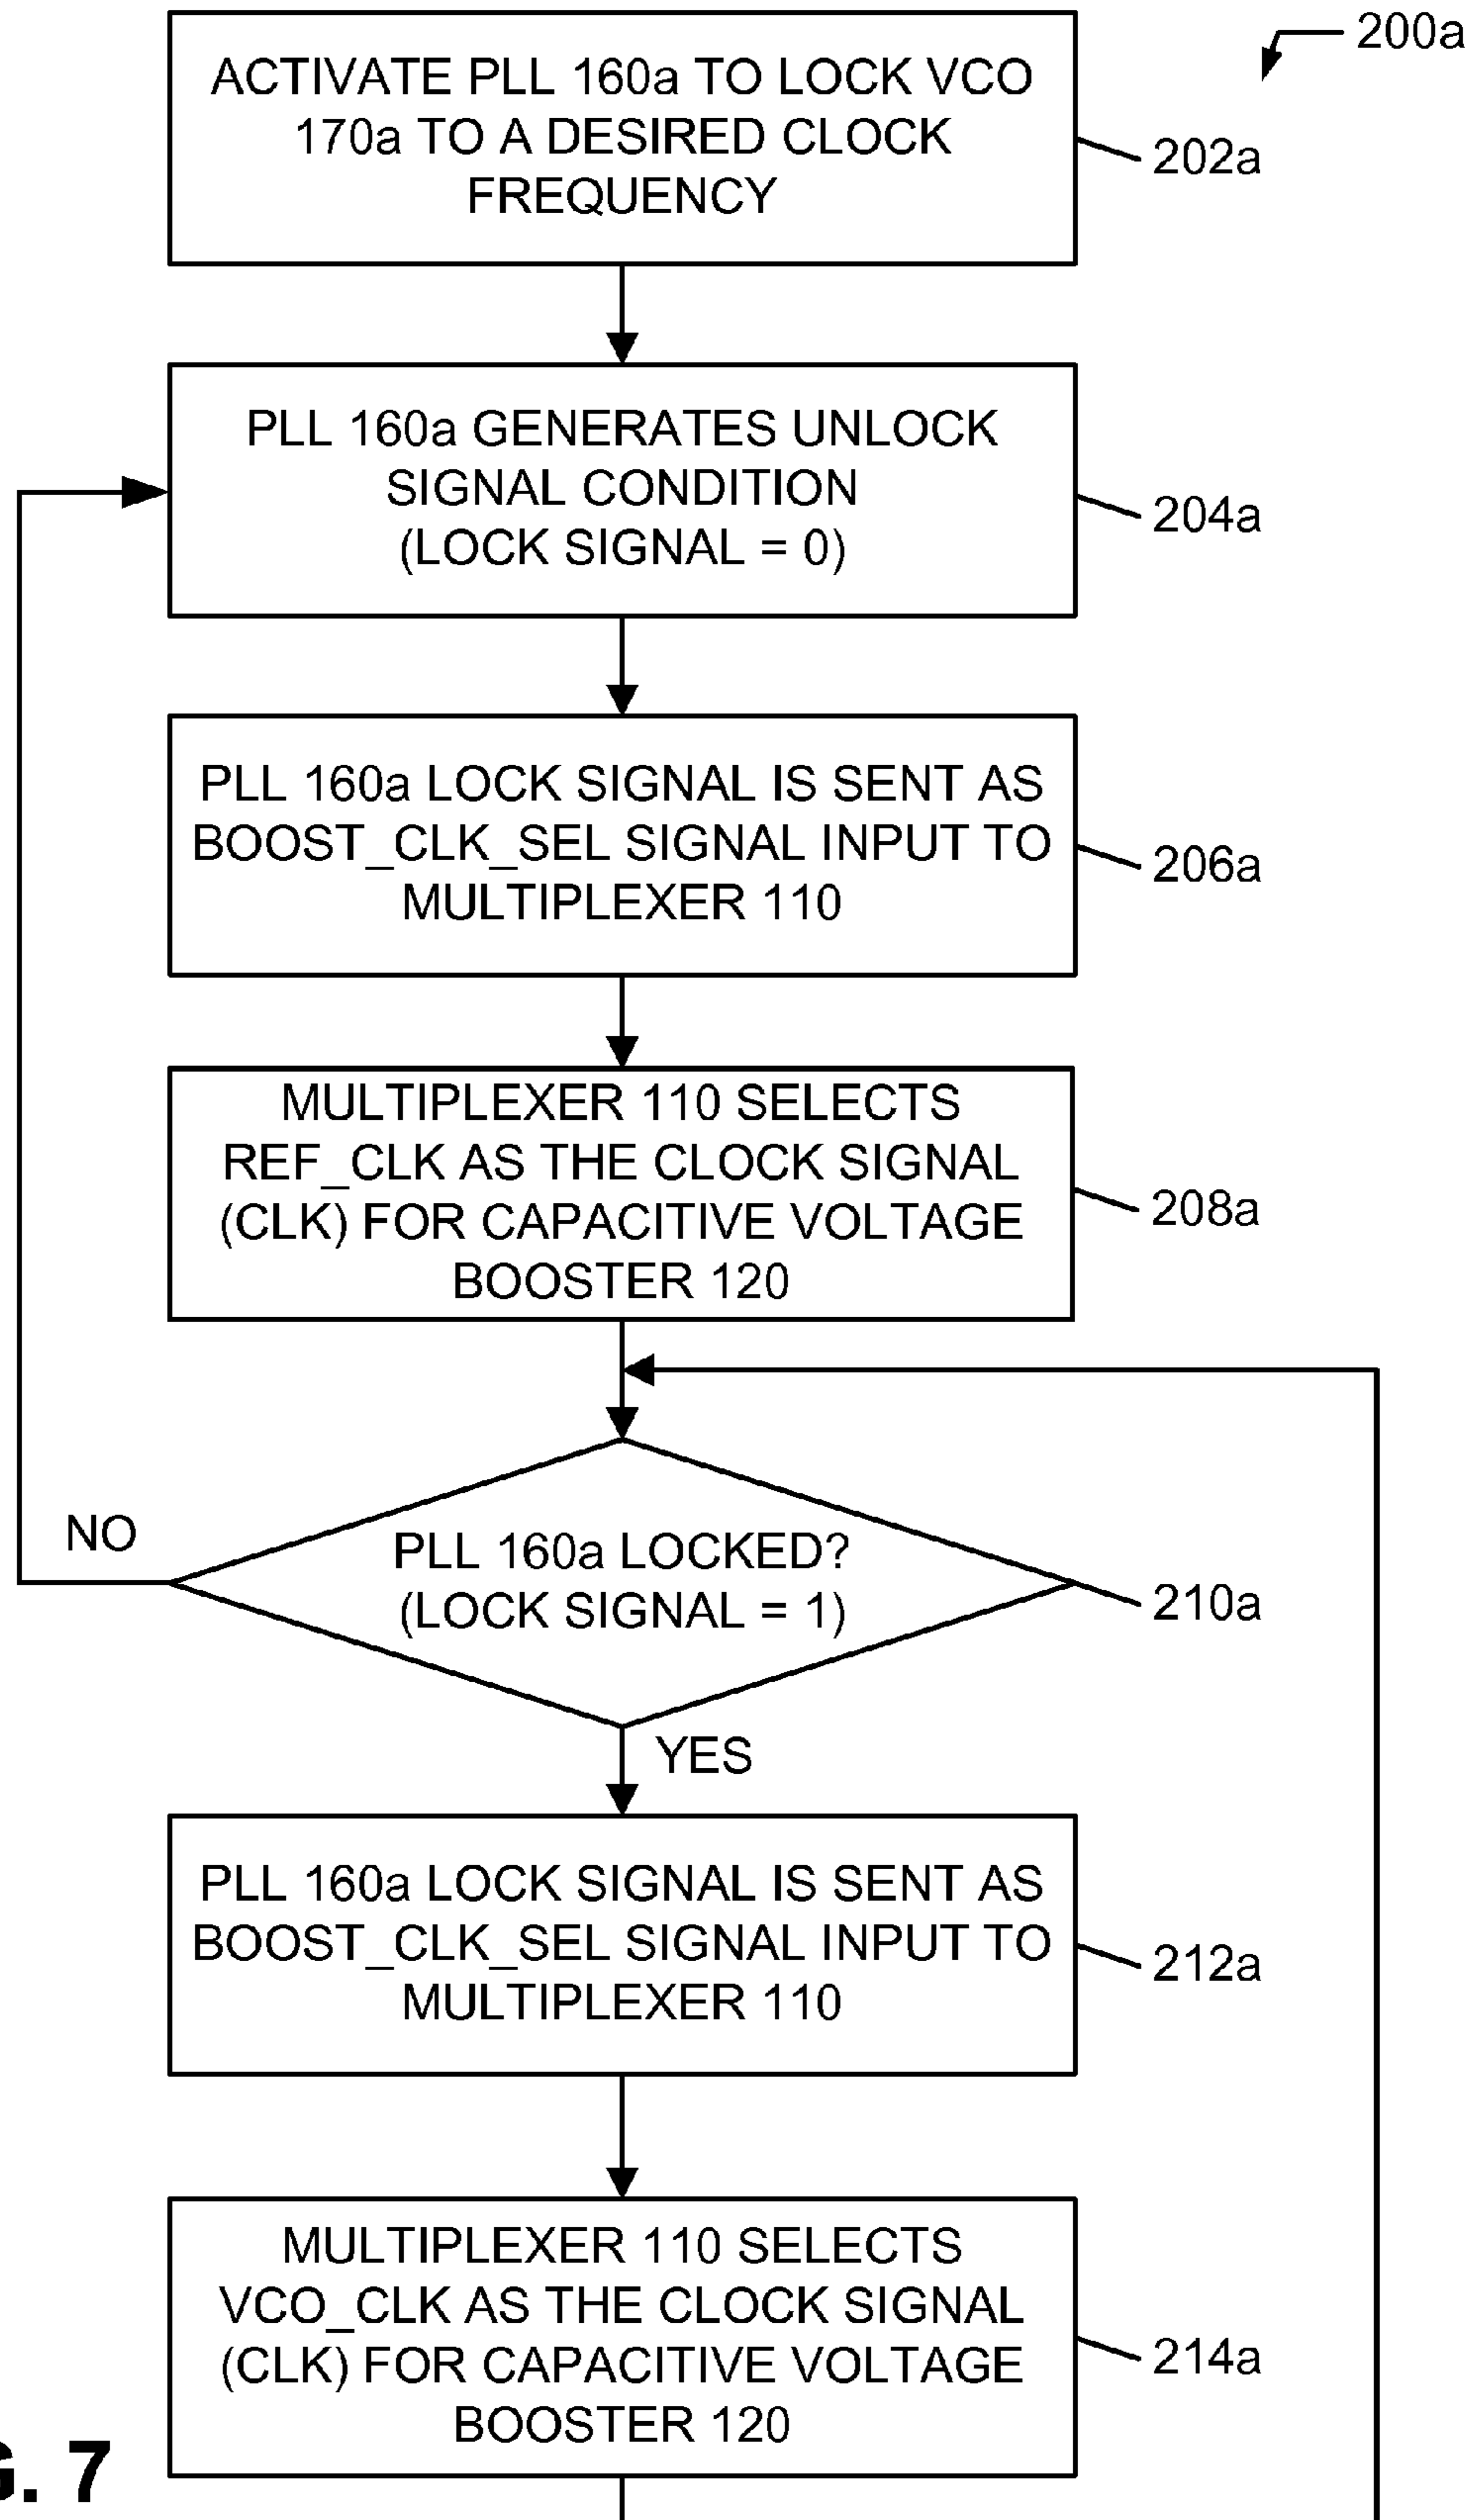 200a
ACTIVATE PLL 160a TO LOCK VCO
170a TO A DESIRED CLOCK
FREQUENCY
202a
PLL 160a GENERATES UNLOCK
SIGNAL CONDITION
(LOCK SIGNAL = 0)
204a
PLL 160a LOCK SIGNAL IS SENT AS
BOOST_CLK_SEL SIGNAL INPUT TO
MULTIPLEXER 110
206a
MULTIPLEXER 110 SELECTS
REF_CLK AS THE CLOCK SIGNAL
(CLK) FOR CAPACITIVE VOLTAGE
BOOSTER 120
208a
NO
PLL 160a LOCKED?
(LOCK SIGNAL = 1)
210a
YES
PLL 160a LOCK SIGNAL IS SENT AS
BOOST_CLK_SEL SIGNAL INPUT TO
MULTIPLEXER 110
212a
MULTIPLEXER 110 SELECTS
VCO_CLK AS THE CLOCK SIGNAL
(CLK) FOR CAPACITIVE VOLTAGE
BOOSTER 120
214a
G. 7